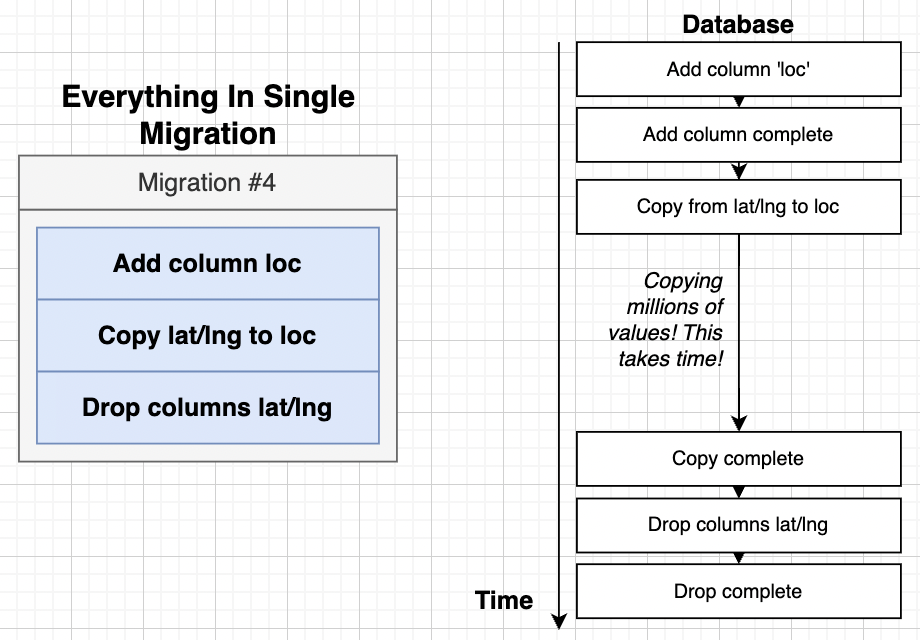 Everything In Single
Migration
Migration #4
Add column loc
Copy lat/lng to loc
Drop columns lat/lng
Database
Add column 'loc'
Add column complete
Copy from lat/lng to loc
Copying
millions of
values! This
takes time!
Copy complete
Drop columns lat/lng
Drop complete
Time